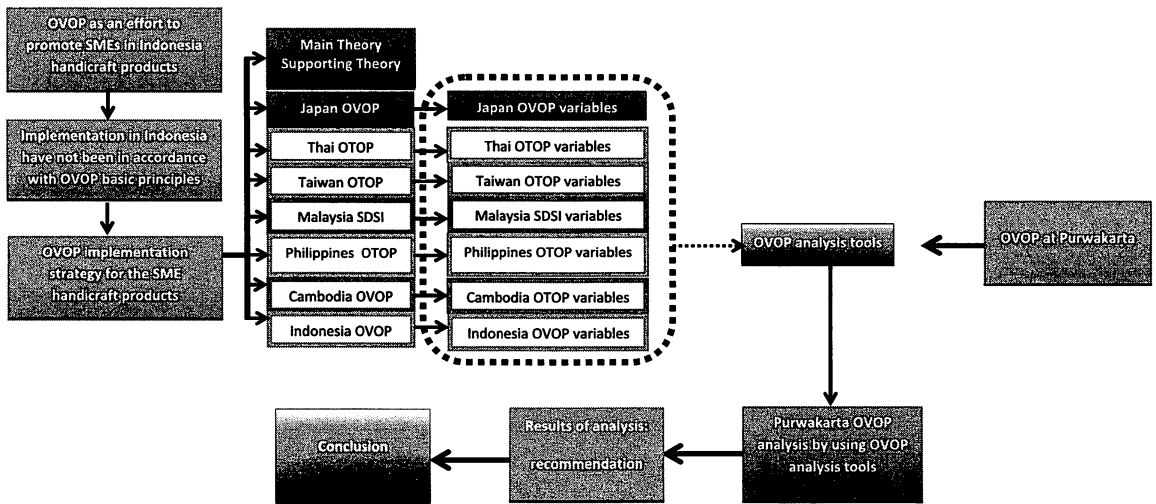 OVOP as an effort to
promote SMEs in Indonesia
handicraft products
Implementation in Indonesia
have not been in accordance
with OVOP basic principles
OVOP implementation
strategy for the SME
handicraft products
Main Theory
Supporting Theory
Japan OVOP
Thai OTOP
Taiwan OTOP
Malaysia SDSI
Philippines OTOP
Cambodia OVOP
Indonesia OVOP
Japan OVOP variables
Thai OTOP variables
Taiwan OTOP variables
Malaysia SDSI variables
Philippines OTOP variables
Cambodia OTOP variables
Indonesia OVOP variables
OVOP analysis tools
OVOP at Purwakarta
Purwakarta OVOP
analysis by using OVOP
analysis tools
Results of analysis:
recommendation
Conclusion